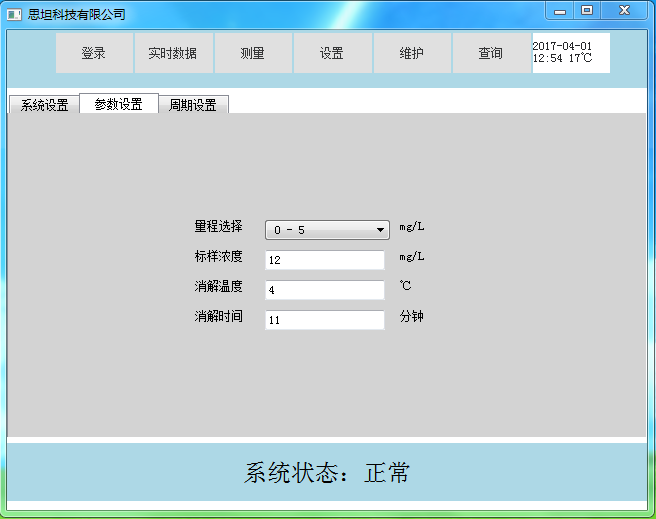 思坦科技有限公司
登录 实时数据 测量 设置 维护 查询 2017-04-01
12:54 17℃
系统设置 参数设置 周期设置
量程选择 0 - 5 mg/L
标样浓度 12 mg/L
消解温度 4 ℃
消解时间 11 分钟
系统状态：正常